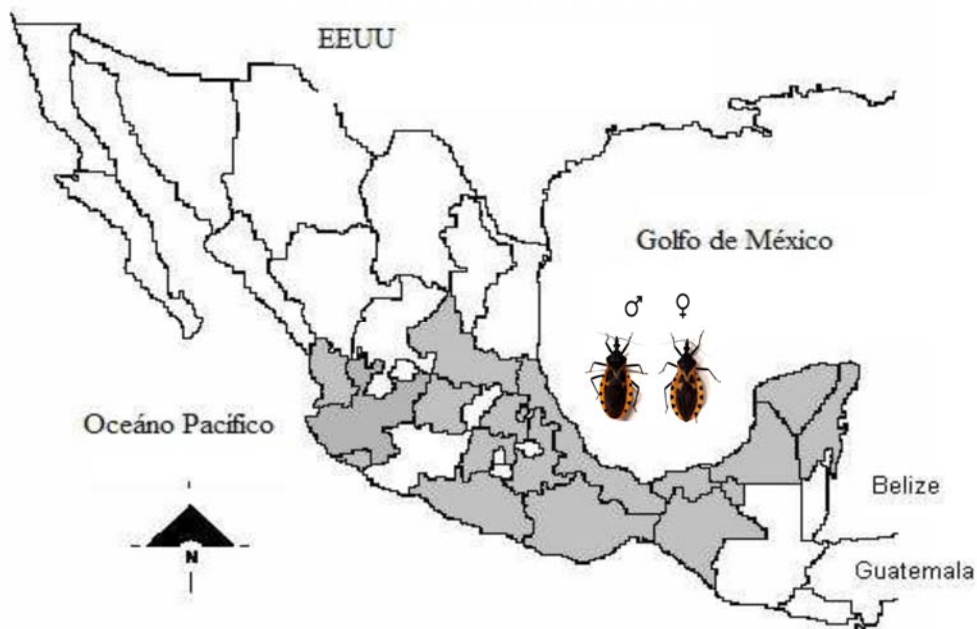 EEUU
Golfo de México
♂ ♀
Oceáno Pacífico
Belize
N
Guatemala